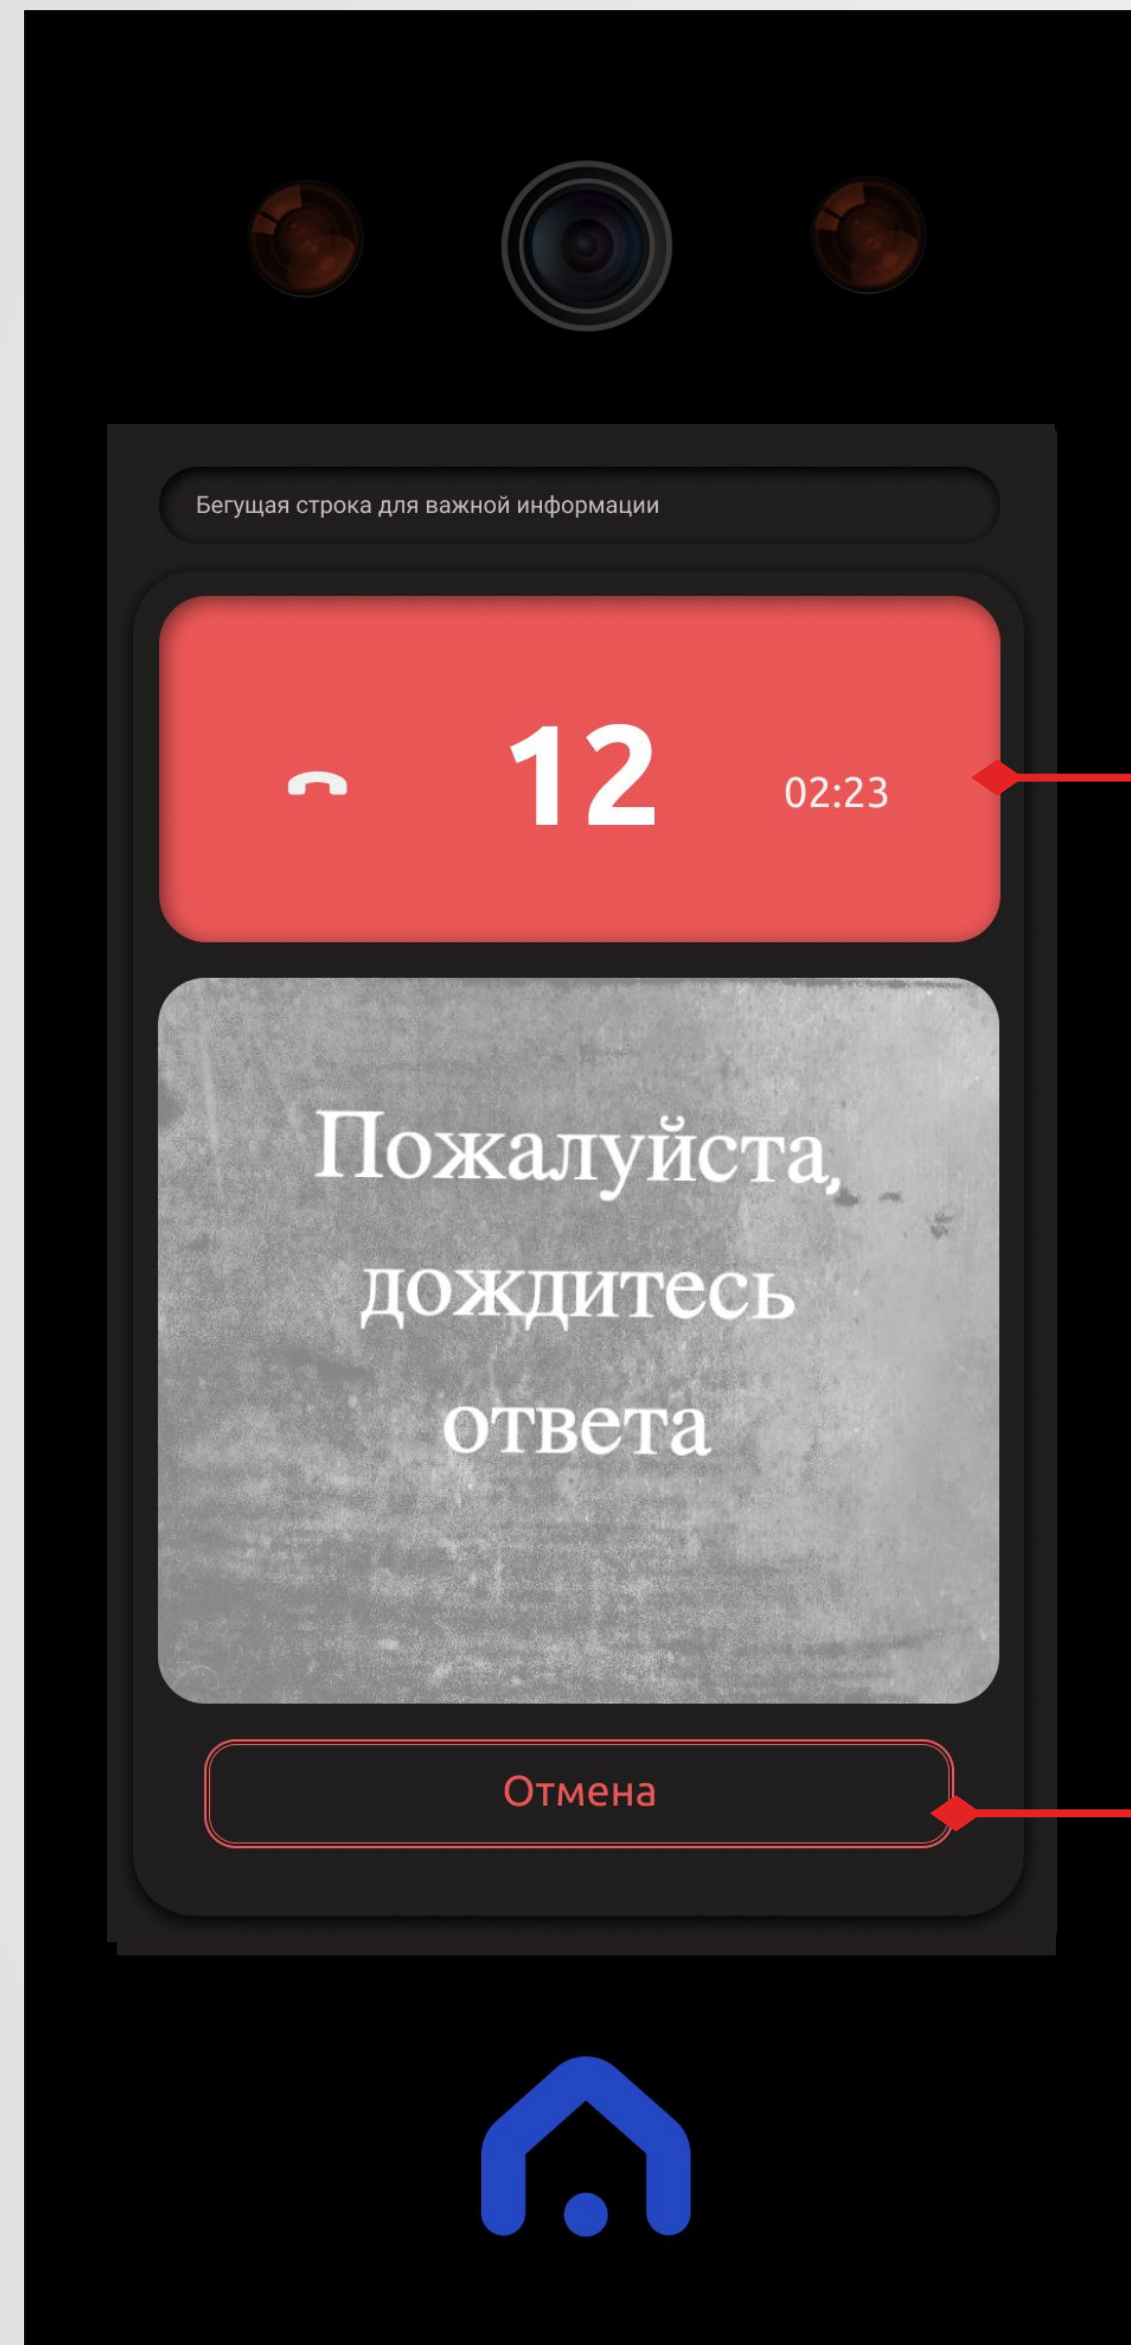 Бегущая строка для важной информации
12
02:23
Пожалуйста,
дождитесь
ответа
Отмена